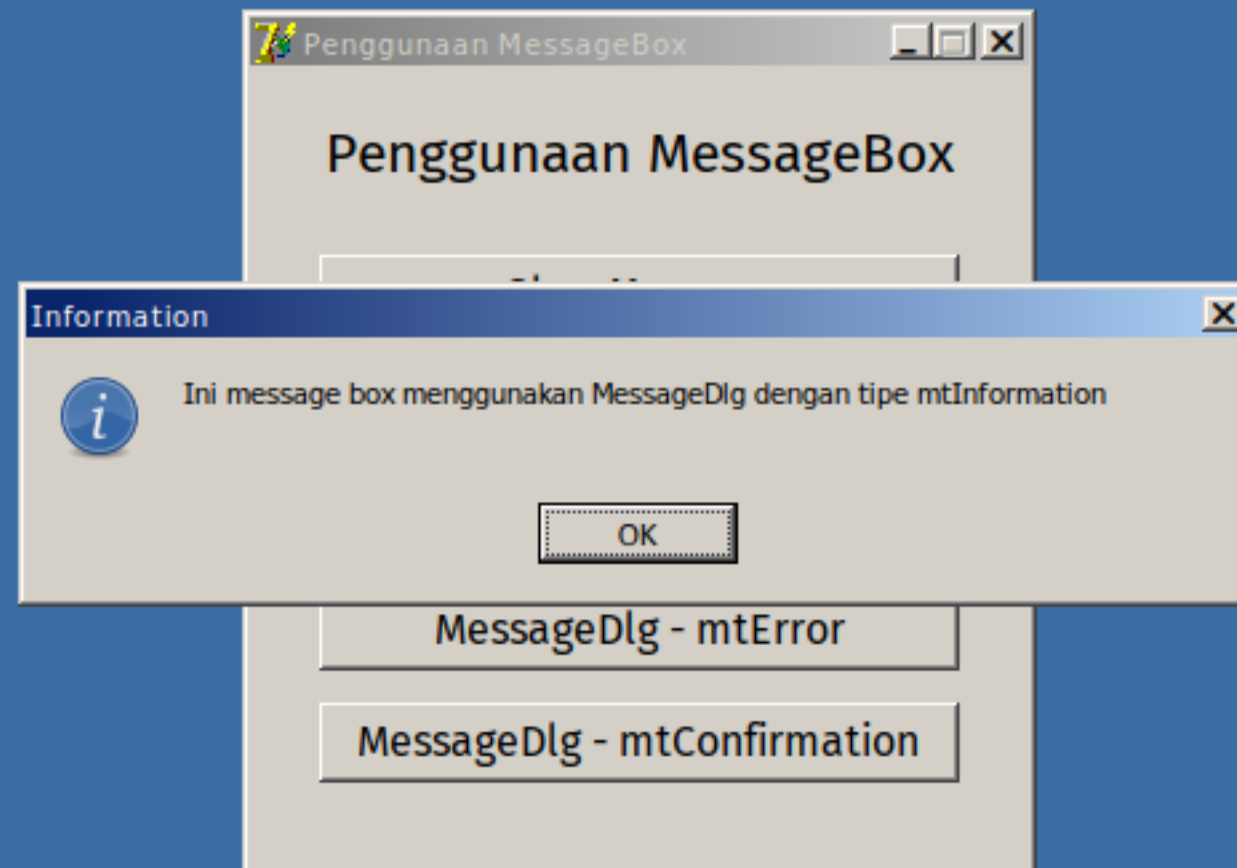 Penggunaan MessageBox
Penggunaan MessageBox
Information
Ini message box menggunakan MessageDlg dengan tipe mtInformation
OK
MessageDlg - mtError
MessageDlg - mtConfirmation